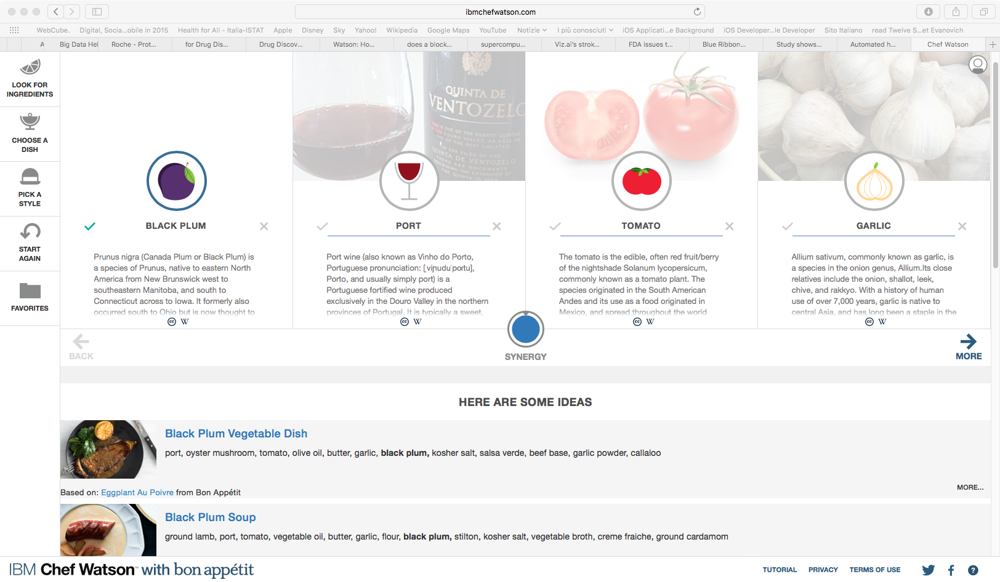 ibmchefwatson.com
WebCube. Digital, Socia...obile in 2015 Health for All - Italia-ISTAT Apple Disney Sky Yahoo! Wikipedia Google Maps YouTube Notizie I più conosciuti iOS Applicati...e Background iOS Developer...le Developer Sito Italiano read Twelve S...et Evanovich
A Big Data Hel Roche - Prot... for Drug Dis... Drug Discov... Watson: Ho... does a block... supercompu... Viz.ai's strok... FDA issues t... Blue Ribbon... Study shows... Automated h... Chef Watson
LOOK FOR
INGREDIENTS
CHOOSE A
DISH
PICK A
STYLE
START
AGAIN
FAVORITES
BLACK PLUM
Prunus nigra (Canada Plum or Black Plum) is
a species of Prunus, native to eastern North
America from New Brunswick west to
southeastern Manitoba, and south to
Connecticut across to Iowa. It formerly also
occurred south to Ohio but is now thought to
cc W
QUINTA DE
VENTOZELO
PORT
Port wine (also known as Vinho do Porto,
Portuguese pronunciation: [ˈviɲuduˈpoɾtu],
Porto, and usually simply port) is a
Portuguese fortified wine produced
exclusively in the Douro Valley in the northern
provinces of Portugal. It is typically a sweet,
cc W
TOMATO
The tomato is the edible, often red fruit/berry
of the nightshade Solanum lycopersicum,
commonly known as a tomato plant. The
species originated in the South American
Andes and its use as a food originated in
Mexico, and spread throughout the world
cc W
GARLIC
Allium sativum, commonly known as garlic, is
a species in the onion genus, Allium.Its close
relatives include the onion, shallot, leek,
chive, and rakkyo. With a history of human
use of over 7,000 years, garlic is native to
central Asia, and has long been a staple in the
cc W
BACK
SYNERGY
MORE
HERE ARE SOME IDEAS
Black Plum Vegetable Dish
port, oyster mushroom, tomato, olive oil, butter, garlic, black plum, kosher salt, salsa verde, beef base, garlic powder, callaloo
Based on: Eggplant Au Poivre from Bon Appétit
MORE...
Black Plum Soup
ground lamb, port, tomato, vegetable oil, butter, garlic, flour, black plum, stilton, kosher salt, vegetable broth, creme fraiche, ground cardamom
IBM Chef Watson™ with bon appétit
TUTORIAL PRIVACY TERMS OF USE